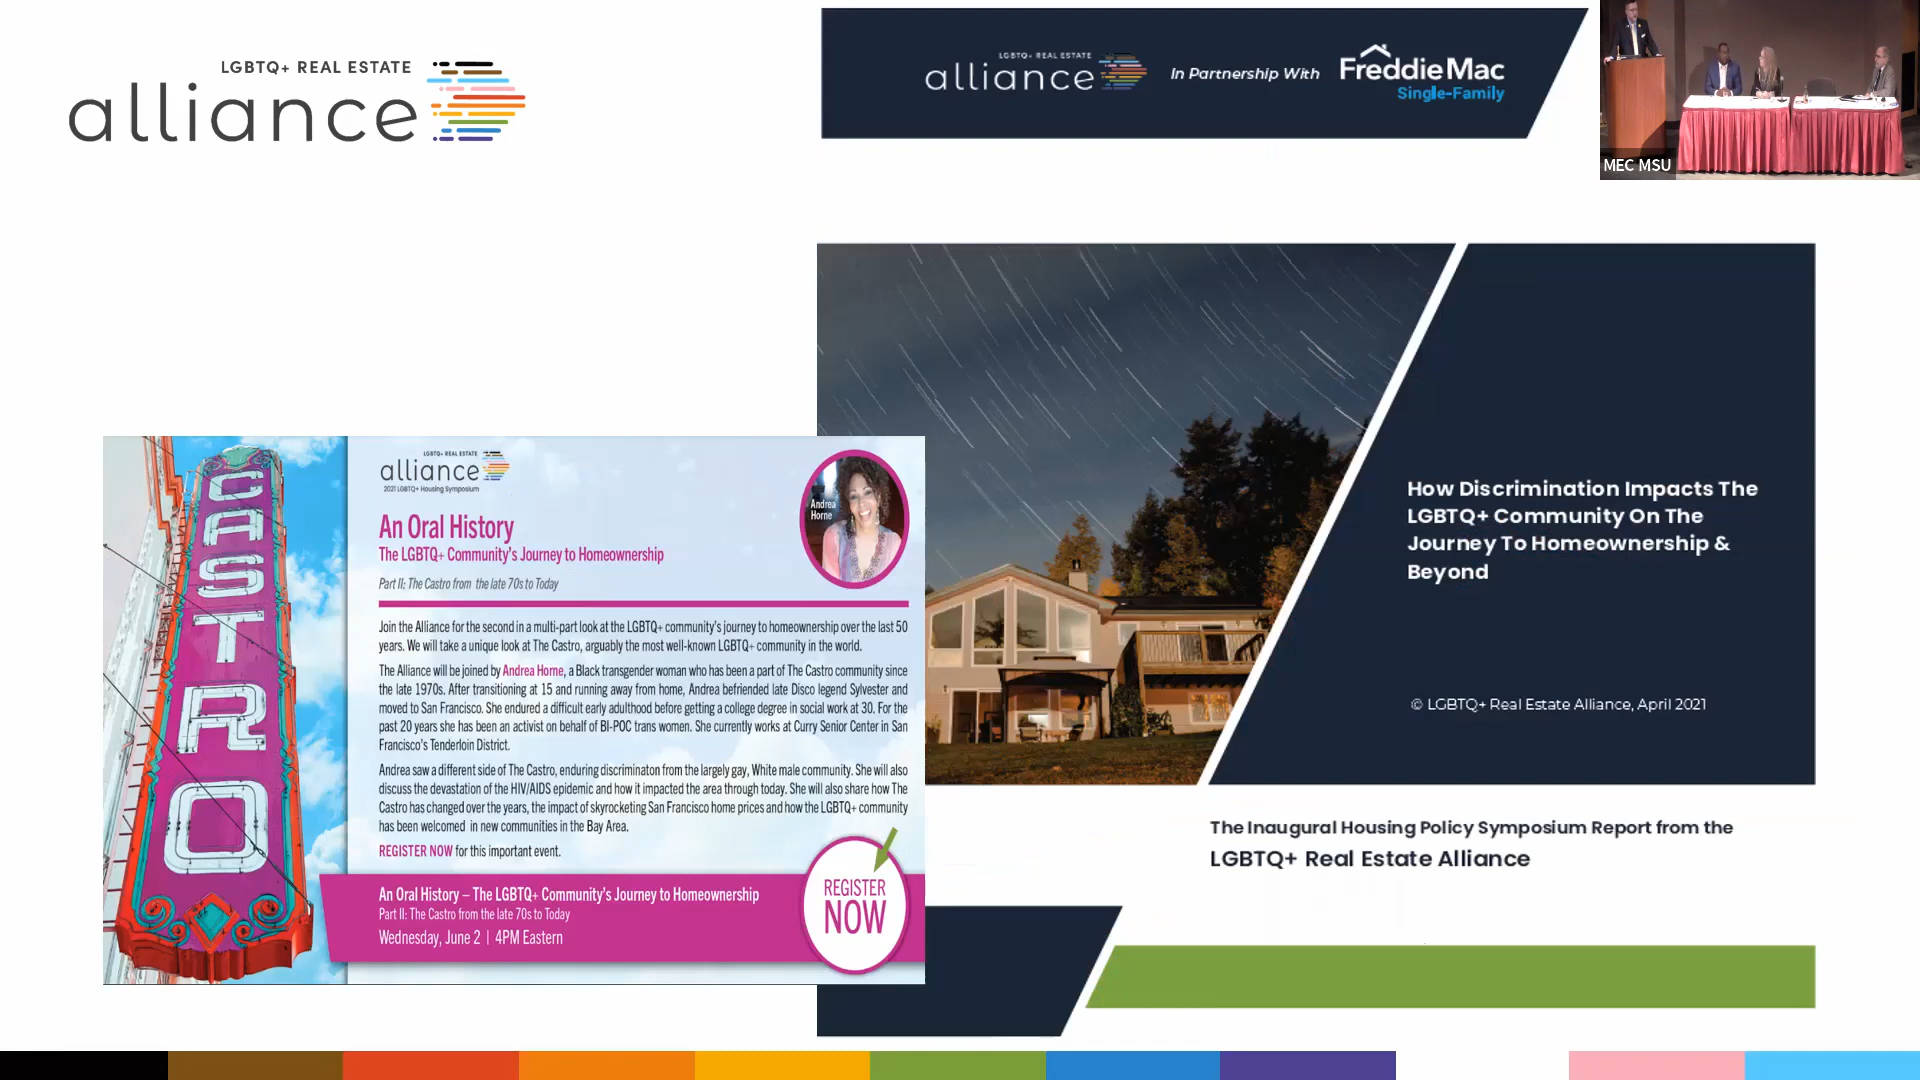 LGBTQ+ REAL ESTATE
alliance
LGBTQ+ REAL ESTATE
alliance
In Partnership With
Freddie Mac
Single-Family
MEC MSU
CASTRO
LGBTQ+ REAL ESTATE
alliance
2021 LGBTQ+ Housing Symposium
Andrea
Horne
An Oral History
The LGBTQ+ Community's Journey to Homeownership
Part II: The Castro from the late 70s to Today
Join the Alliance for the second in a multi-part look at the LGBTQ+ community's journey to homeownership over the last 50
years. We will take a unique look at The Castro, arguably the most well-known LGBTQ+ community in the world.
The Alliance will be joined by Andrea Horne, a Black transgender woman who has been a part of The Castro community since
the late 1970s. After transitioning at 15 and running away from home, Andrea befriended late Disco legend Sylvester and
moved to San Francisco. She endured a difficult early adulthood before getting a college degree in social work at 30. For the
past 20 years she has been an activist on behalf of BI-POC trans women. She currently works at Curry Senior Center in San
Francisco's Tenderloin District.
Andrea saw a different side of The Castro, enduring discriminaton from the largely gay, White male community. She will also
discuss the devastation of the HIV/AIDS epidemic and how it impacted the area through today. She will also share how The
Castro has changed over the years, the impact of skyrocketing San Francisco home prices and how the LGBTQ+ community
has been welcomed in new communities in the Bay Area.
REGISTER NOW for this important event.
An Oral History – The LGBTQ+ Community's Journey to Homeownership
Part II: The Castro from the late 70s to Today
Wednesday, June 2 | 4PM Eastern
REGISTER
NOW
How Discrimination Impacts The
LGBTQ+ Community On The
Journey To Homeownership &
Beyond
© LGBTQ+ Real Estate Alliance, April 2021
The Inaugural Housing Policy Symposium Report from the
LGBTQ+ Real Estate Alliance